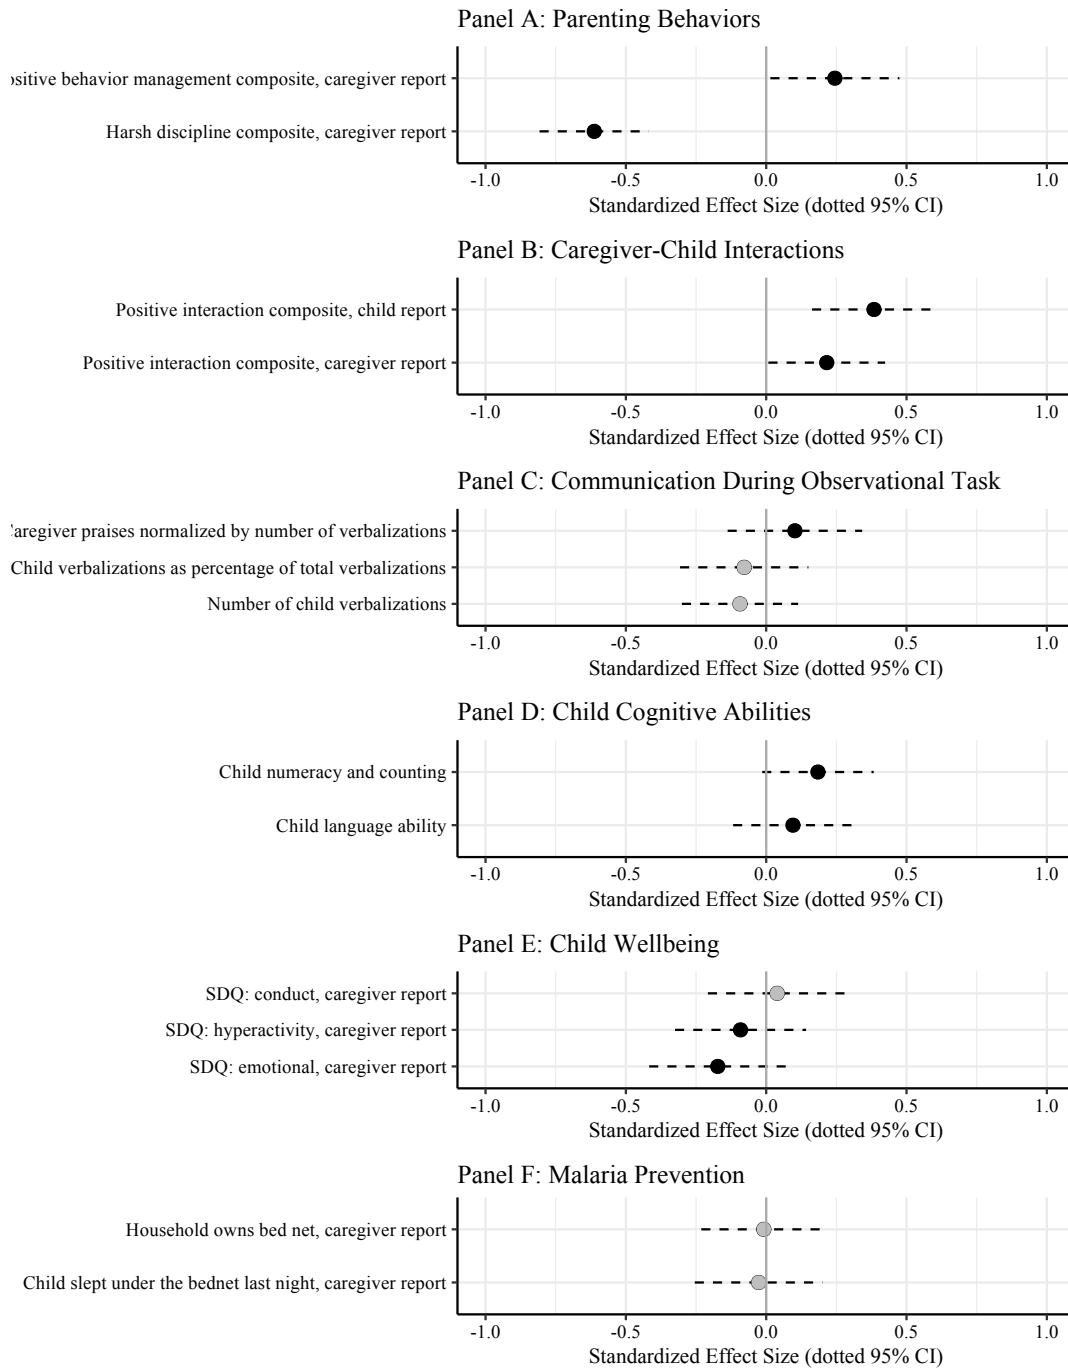 Panel A: Parenting Behaviors
behavior management composite, caregiver report
Harsh discipline composite, caregiver report
-1.0 -0.5 0.0 0.5 1.0
Standardized Effect Size (dotted 95% CI)
Panel B: Caregiver-Child Interactions
Positive interaction composite, child report
Positive interaction composite, caregiver report
-1.0 -0.5 0.0 0.5 1.0
Standardized Effect Size (dotted 95% CI)
Panel C: Communication During Observational Task
praises normalized by number of verbalizations
Child verbalizations as percentage of total verbalizations
Number of child verbalizations
-1.0 -0.5 0.0 0.5 1.0
Standardized Effect Size (dotted 95% CI)
Panel D: Child Cognitive Abilities
Child numeracy and counting
Child language ability
-1.0 -0.5 0.0 0.5 1.0
Standardized Effect Size (dotted 95% CI)
Panel E: Child Wellbeing
SDQ: conduct, caregiver report
SDQ: hyperactivity, caregiver report
SDQ: emotional, caregiver report
-1.0 -0.5 0.0 0.5 1.0
Standardized Effect Size (dotted 95% CI)
Panel F: Malaria Prevention
Household owns bed net, caregiver report
Child slept under the bednet last night, caregiver report
-1.0 -0.5 0.0 0.5 1.0
Standardized Effect Size (dotted 95% CI)